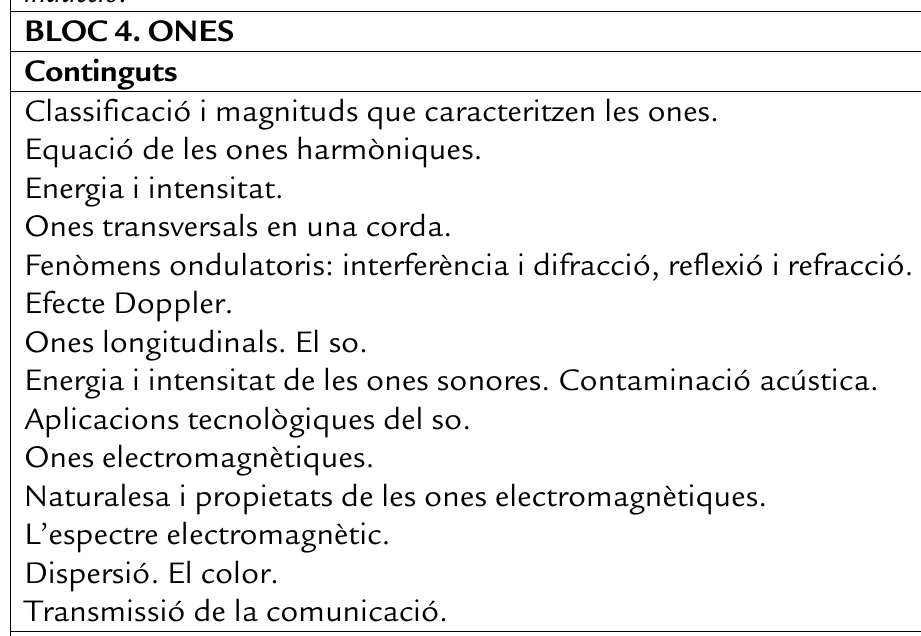 BLOC 4. ONES
Continguts
Classificació i magnituds que caracteritzen les ones.
Equació de les ones harmòniques.
Energia i intensitat.
Ones transversals en una corda.
Fenòmens ondulatoris: interferència i difracció, reflexió i refracció.
Efecte Doppler.
Ones longitudinals. El so.
Energia i intensitat de les ones sonores. Contaminació acústica.
Aplicacions tecnològiques del so.
Ones electromagnètiques.
Naturalesa i propietats de les ones electromagnètiques.
L’espectre electromagnètic.
Dispersió. El color.
Transmissió de la comunicació.